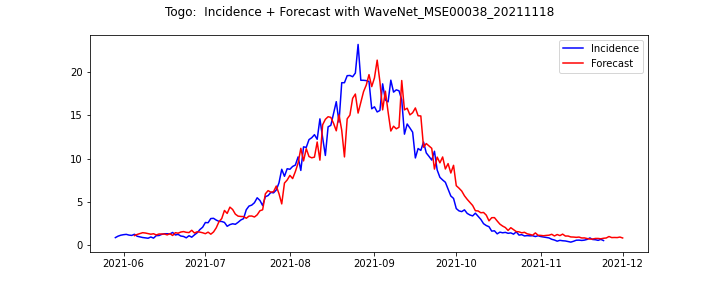 Togo:  Incidence + Forecast with WaveNet_MSE00038_20211118
Incidence
Forecast
20
15
10
5
0
2021-06 2021-07 2021-08 2021-09 2021-10 2021-11 2021-12